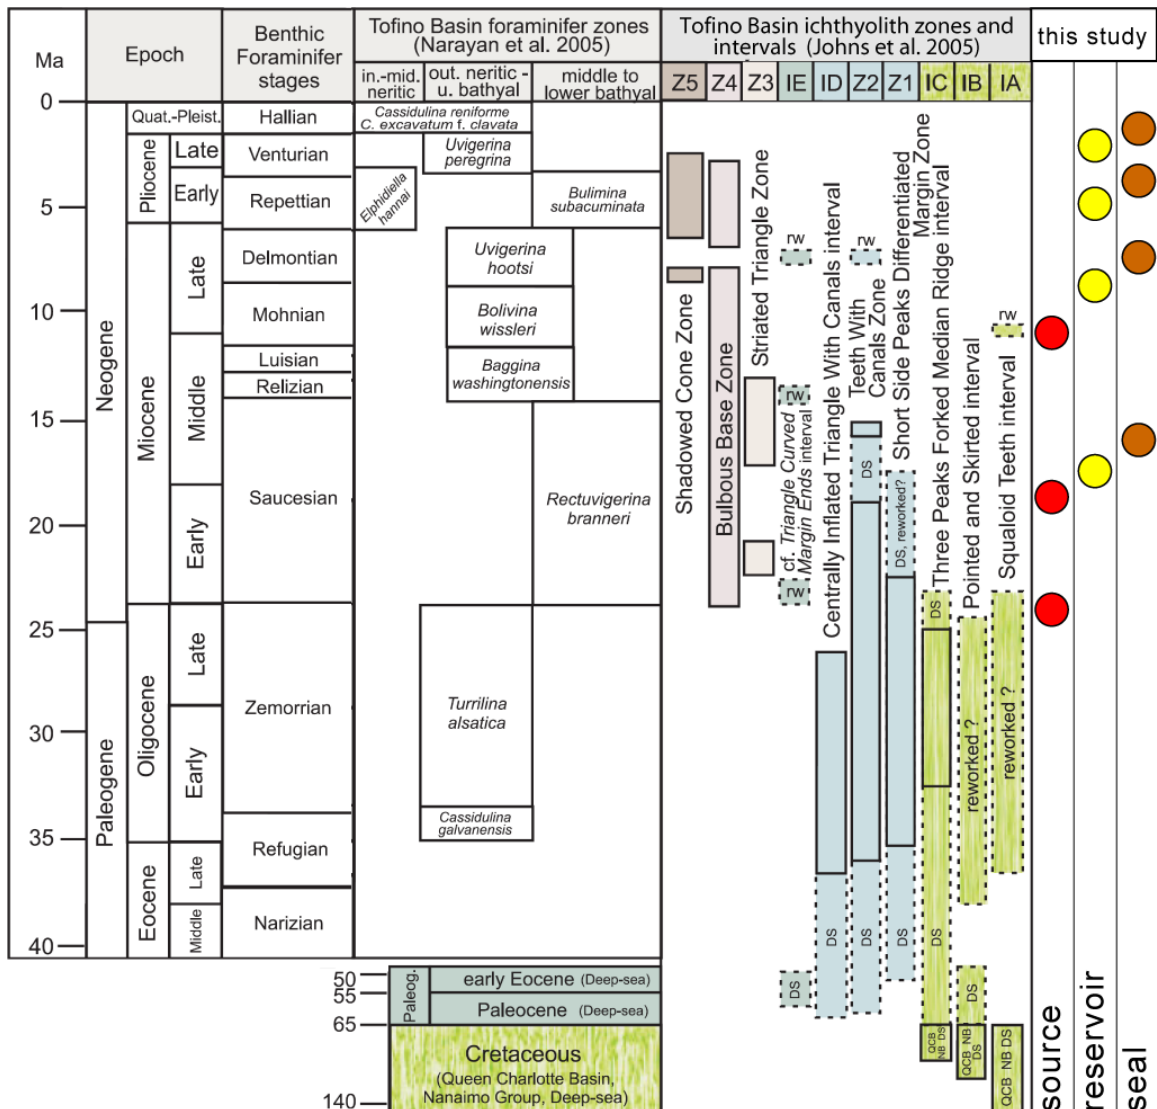 Ma
Epoch
Benthic
Foraminifer
stages
Tofino Basin foraminifer zones
(Narayan et al. 2005)
in.-mid.
neritic
out. neritic -
u. bathyal
middle to
lower bathyal
Tofino Basin ichthyolith zones and
intervals (Johns et al. 2005)
Z5
Z4
Z3
IE
ID
Z2
Z1
IC
IB
IA
this study
0
5
10
15
20
25
30
35
40
50
55
65
140
Neogene
Paleogene
Quat.-Pleist.
Pliocene
Late
Early
Miocene
Late
Middle
Early
Oligocene
Late
Early
Eocene
Late
Middle
Hallian
Venturian
Repettian
Delmontian
Mohnian
Luisian
Relizian
Saucesian
Zemorrian
Refugian
Narizian
Cassidulina reniforme
C. excavatum f. clavata
Uvigerina
peregrina
Elphidiella
hannai
Bulimina
subacuminata
Uvigerina
hootsi
Bolivina
wissleri
Baggina
washingtonensis
Rectuvigerina
branneri
Turrilina
alsatica
Cassidulina
galvanensis
Paleog.
early Eocene (Deep-sea)
Paleocene (Deep-sea)
Cretaceous
(Queen Charlotte Basin,
Nanaimo Group, Deep-sea)
Shadowed Cone Zone
Bulbous Base Zone
Striated Triangle Zone
rw
rw
cf. Triangle Curved
Margin Ends interval
rw
DS
Centrally Inflated Triangle With Canals interval
DS
rw
Teeth With
Canals Zone
DS
DS
Short Side Peaks Differentiated
Margin Zone
DS, reworked?
DS
Three Peaks Forked Median Ridge interval
DS
DS
QCB
NB DS
Pointed and Skirted interval
reworked ?
DS
QCB NB
DS
rw
Squaloid Teeth interval
reworked ?
QCB NB DS
source
reservoir
seal